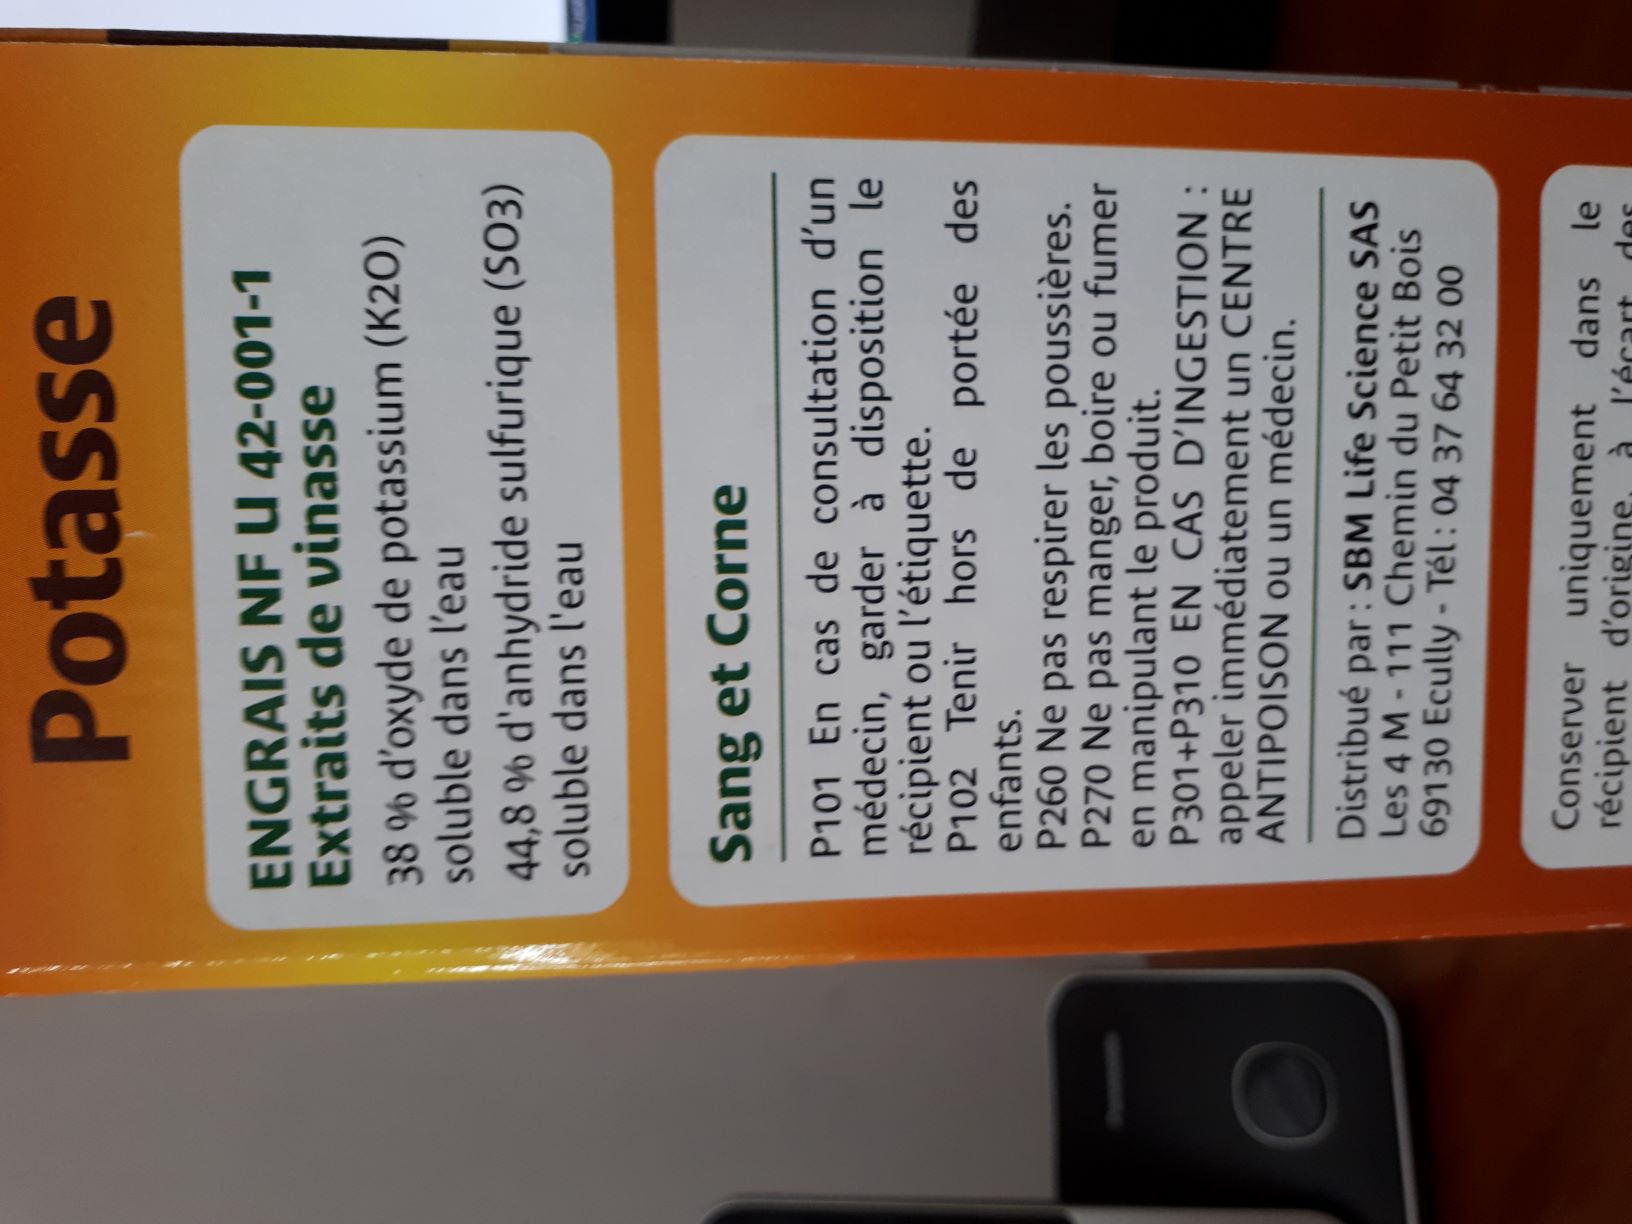 Potasse
ENGRAIS NF U 42-001-1
Extraits de vinasse
38 % d'oxyde de potassium (K2O)
soluble dans l'eau
44,8 % d'anhydride sulfurique (SO3)
soluble dans l'eau
Sang et Corne
P101 En cas de consultation d'un
médecin, garder à disposition le
récipient ou l'étiquette.
P102 Tenir hors de portée des
enfants.
P260 Ne pas respirer les poussières.
P270 Ne pas manger, boire ou fumer
en manipulant le produit.
P301+P310 EN CAS D'INGESTION :
appeler immédiatement un CENTRE
ANTIPOISON ou un médecin.
Distribué par : SBM Life Science SAS
Les 4 M - 111 Chemin du Petit Bois
69130 Ecully - Tél : 04 37 64 32 00
Conserver uniquement dans le
récipient d'origine, à l'écart des